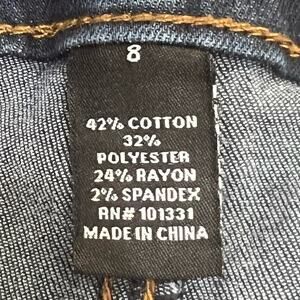 8
42% COTTON
32%
POLYESTER
24% RAYON
2% SPANDEX
RN# 101331
MADE IN CHINA